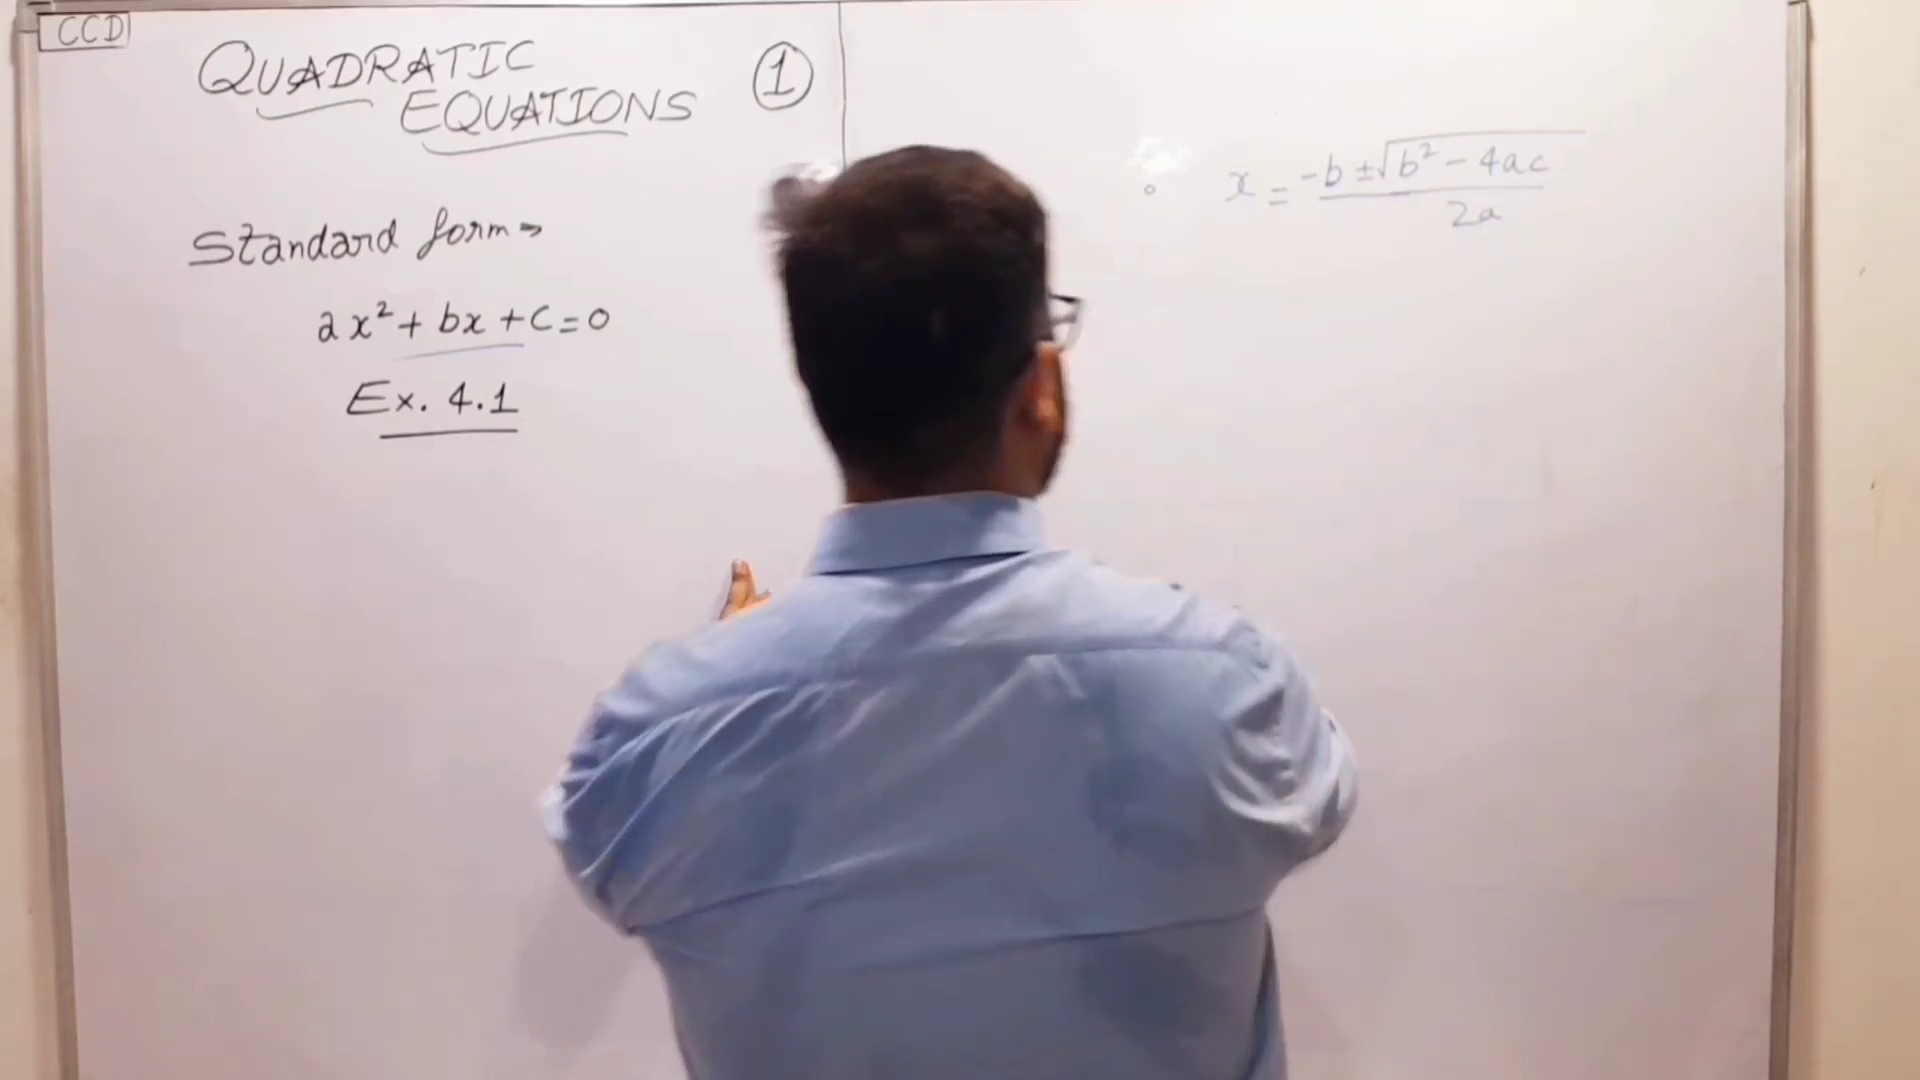 CCD
QUADRATIC
EQUATIONS
1
Standard form →
ax² + bx + c = 0
Ex. 4.1
x = -b ± √b² - 4ac
2a